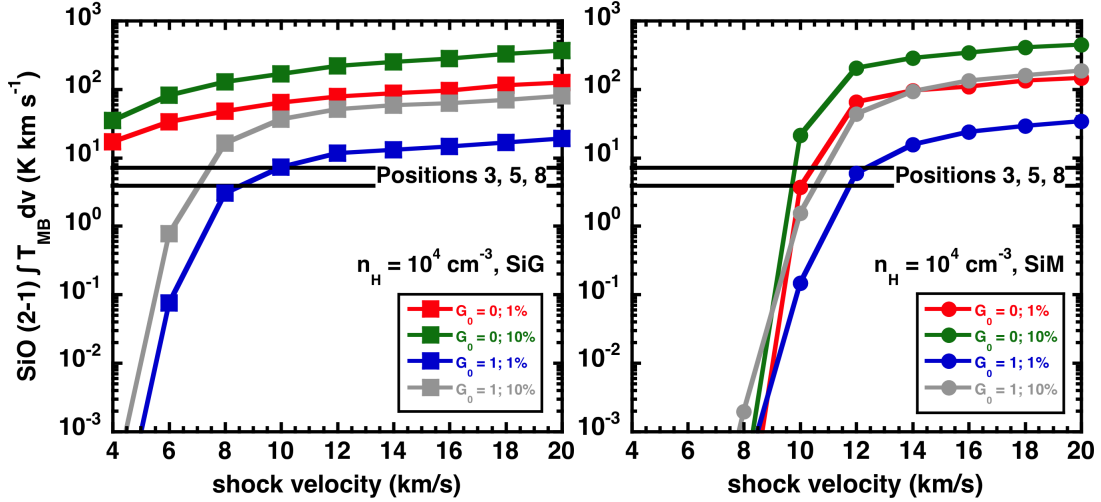 SiO (2-1) ∫ T_MB dv (K km s⁻¹)
10³
10²
10¹
10⁰
10⁻¹
10⁻²
10⁻³
Positions 3, 5, 8
n_H = 10⁴ cm⁻³, SiG
G₀ = 0; 1%
G₀ = 0; 10%
G₀ = 1; 1%
G₀ = 1; 10%
4 6 8 10 12 14 16 18 20
shock velocity (km/s)
10³
10²
10¹
10⁰
10⁻¹
10⁻²
10⁻³
Positions 3, 5, 8
n_H = 10⁴ cm⁻³, SiM
G₀ = 0; 1%
G₀ = 0; 10%
G₀ = 1; 1%
G₀ = 1; 10%
4 6 8 10 12 14 16 18 20
shock velocity (km/s)